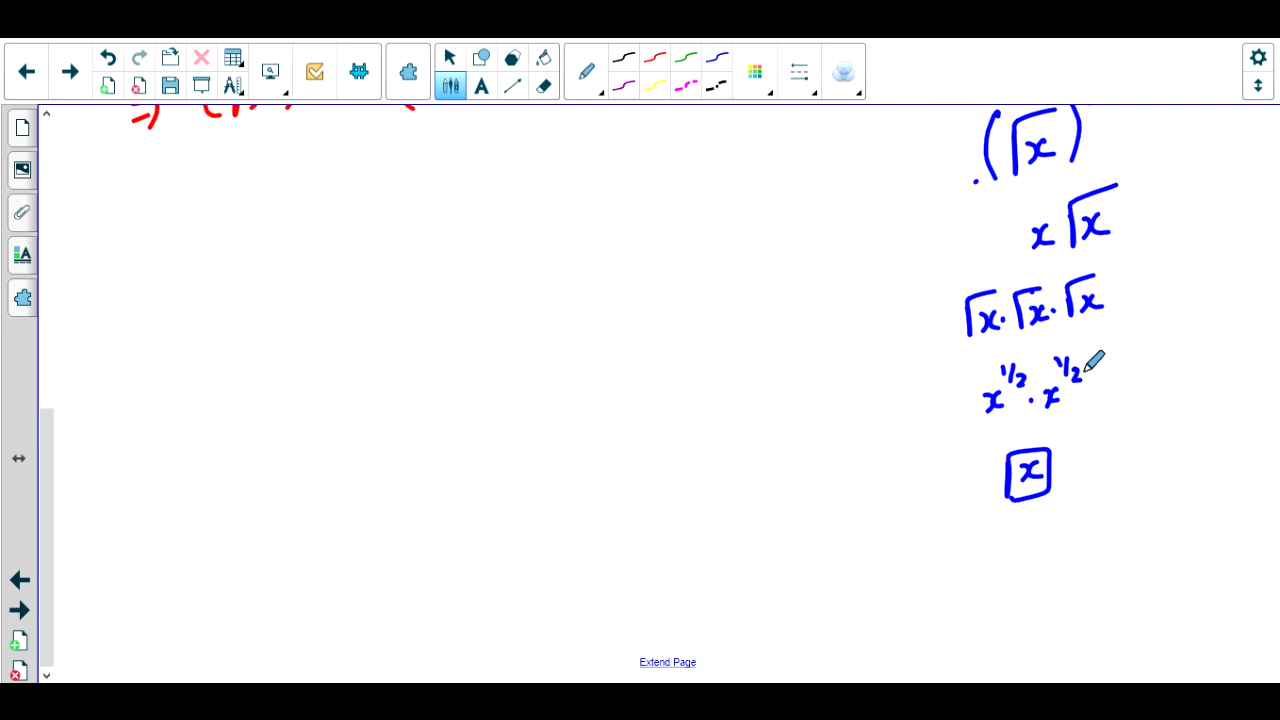 (√x)
x √x
√x · √x · √x
x^1/2 · x^1/2
x
Extend Page